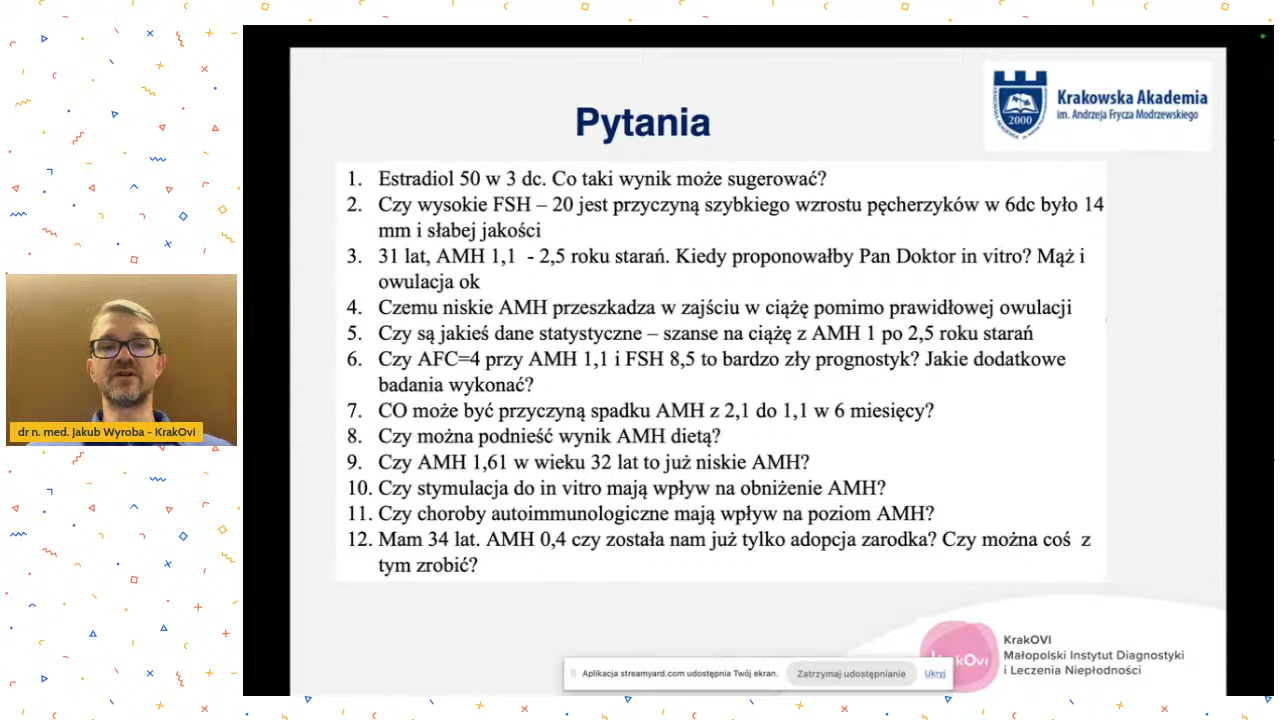 Pytania
Krakowska Akademia
im. Andrzeja Frycza Modrzewskiego
2000
1. Estradiol 50 w 3 dc. Co taki wynik może sugerować?
2. Czy wysokie FSH – 20 jest przyczyną szybkiego wzrostu pęcherzyków w 6dc było 14
mm i słabej jakości
3. 31 lat, AMH 1,1 - 2,5 roku starań. Kiedy proponowałby Pan Doktor in vitro? Mąż i
owulacja ok
4. Czemu niskie AMH przeszkadza w zajściu w ciążę pomimo prawidłowej owulacji
5. Czy są jakieś dane statystyczne – szanse na ciążę z AMH 1 po 2,5 roku starań
6. Czy AFC=4 przy AMH 1,1 i FSH 8,5 to bardzo zły prognostyk? Jakie dodatkowe
badania wykonać?
7. CO może być przyczyną spadku AMH z 2,1 do 1,1 w 6 miesięcy?
8. Czy można podnieść wynik AMH dietą?
9. Czy AMH 1,61 w wieku 32 lat to już niskie AMH?
10. Czy stymulacja do in vitro mają wpływ na obniżenie AMH?
11. Czy choroby autoimmunologiczne mają wpływ na poziom AMH?
12. Mam 34 lat. AMH 0,4 czy została nam już tylko adopcja zarodka? Czy można coś z
tym zrobić?
dr n. med. Jakub Wyroba - KrakOvi
KrakOVI
Małopolski Instytut Diagnostyki
i Leczenia Niepłodności
Aplikacja streamyard.com udostępnia Twój ekran.
Zatrzymaj udostępnianie
Ukryj